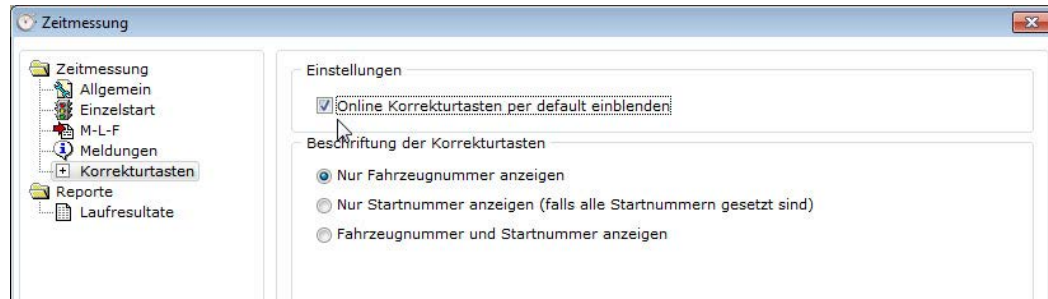 Zeitmessung
Zeitmessung
Allgemein
Einzelstart
M-L-F
Meldungen
Korrekturtasten
Reporte
Laufresultate
Einstellungen
Online Korrekturtasten per default einblenden
Beschriftung der Korrekturtasten
Nur Fahrzeugnummer anzeigen
Nur Startnummer anzeigen (falls alle Startnummern gesetzt sind)
Fahrzeugnummer und Startnummer anzeigen